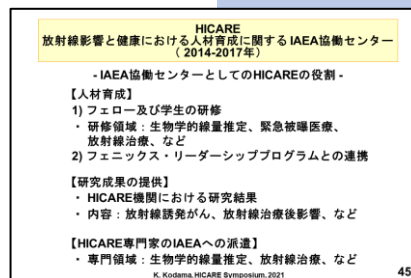 HICARE
放射線影響と健康における人材育成に関するIAEA協働センター
（2014-2017年）
- IAEA協働センターとしてのHICAREの役割 -
【人材育成】
1) フェロー及び学生の研修
・ 研修領域：生物学的線量推定、緊急被曝医療、
放射線治療、など
2) フェニックス・リーダーシッププログラムとの連携
【研究成果の提供】
・ HICARE機関における研究結果
・ 内容：放射線誘発がん、放射線治療後影響、など
【HICARE専門家のIAEAへの派遣】
・ 専門領域：生物学的線量推定、放射線治療、など
K. Kodama. HICARE Symposium. 2021
45